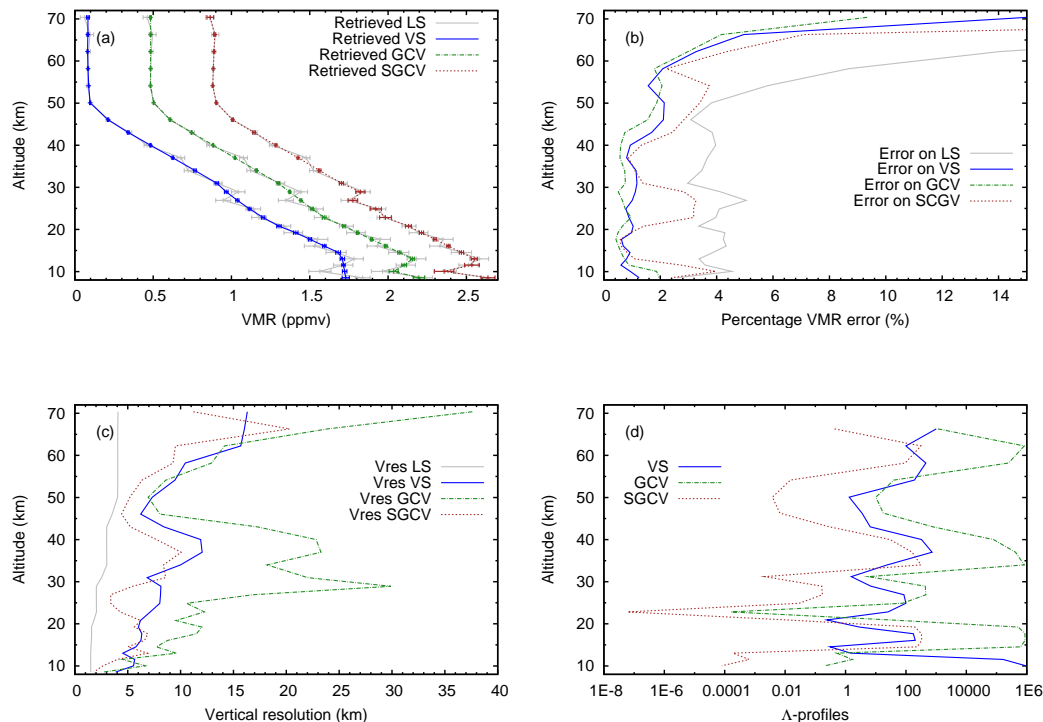 (a)
Retrieved LS
Retrieved VS
Retrieved GCV
Retrieved SGCV
Altitude (km)
70
60
50
40
30
20
10
0 0.5 1 1.5 2 2.5
VMR (ppmv)
(b)
Error on LS
Error on VS
Error on GCV
Error on SCGV
Altitude (km)
70
60
50
40
30
20
10
0 2 4 6 8 10 12 14
Percentage VMR error (%)
(c)
Vres LS
Vres VS
Vres GCV
Vres SGCV
Altitude (km)
70
60
50
40
30
20
10
0 5 10 15 20 25 30 35 40
Vertical resolution (km)
(d)
VS
GCV
SGCV
Altitude (km)
70
60
50
40
30
20
10
1E-8 1E-6 0.0001 0.01 1 100 10000 1E6
Λ-profiles